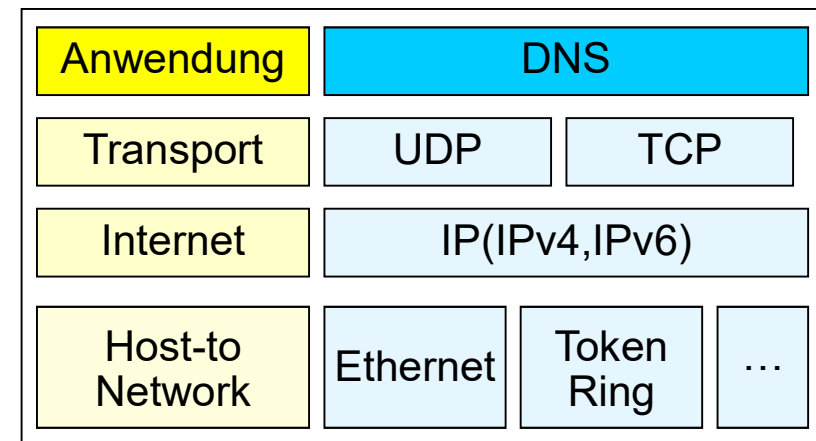 Anwendung DNS
Transport UDP TCP
Internet IP(IPv4,IPv6)
Host-to
Network
Ethernet
Token
Ring
...